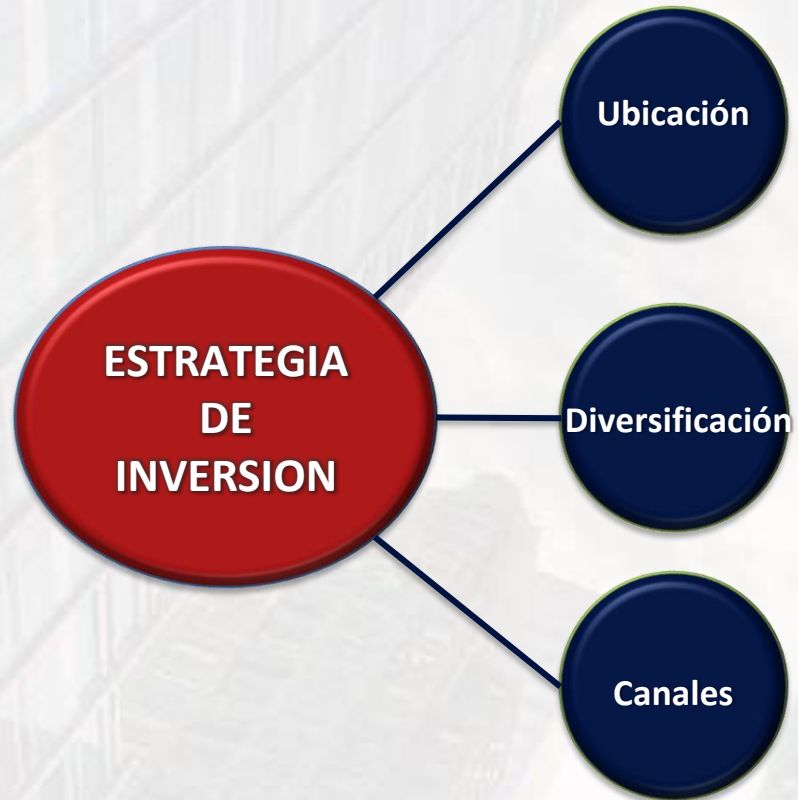 Ubicación
ESTRATEGIA
DE
INVERSION
Diversificación
Canales